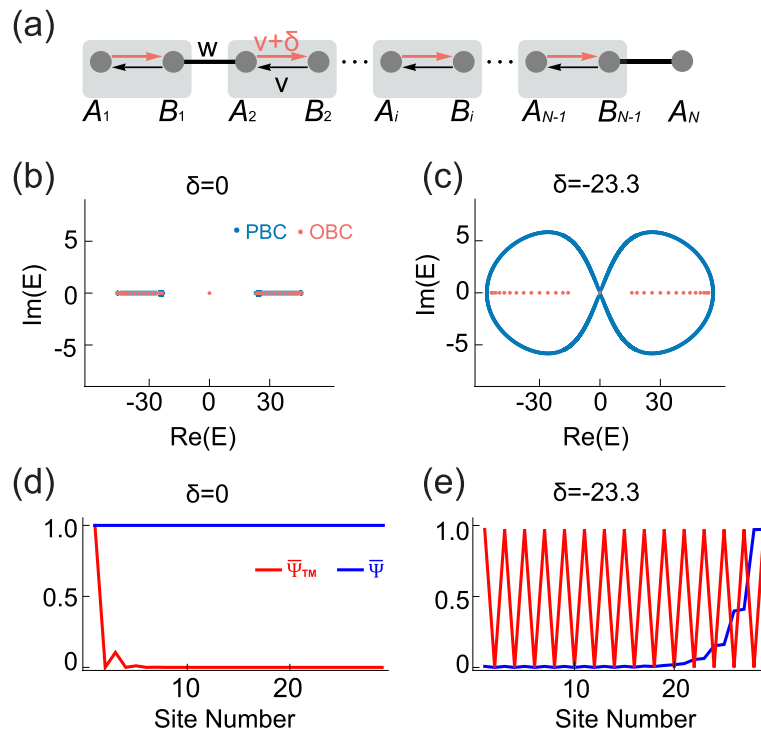 (a)
w
v+δ
v
A1 B1 A2 B2 ... Ai Bi ... AN-1 BN-1 AN
(b)
δ=0
PBC
OBC
5
0
-5
Im(E)
-30 0 30
Re(E)
(c)
δ=-23.3
5
0
-5
Im(E)
-30 0 30
Re(E)
(d)
δ=0
1.0
0.5
0
Ψ̅TM
Ψ̅
10 20
Site Number
(e)
δ=-23.3
1.0
0.5
0
10 20
Site Number